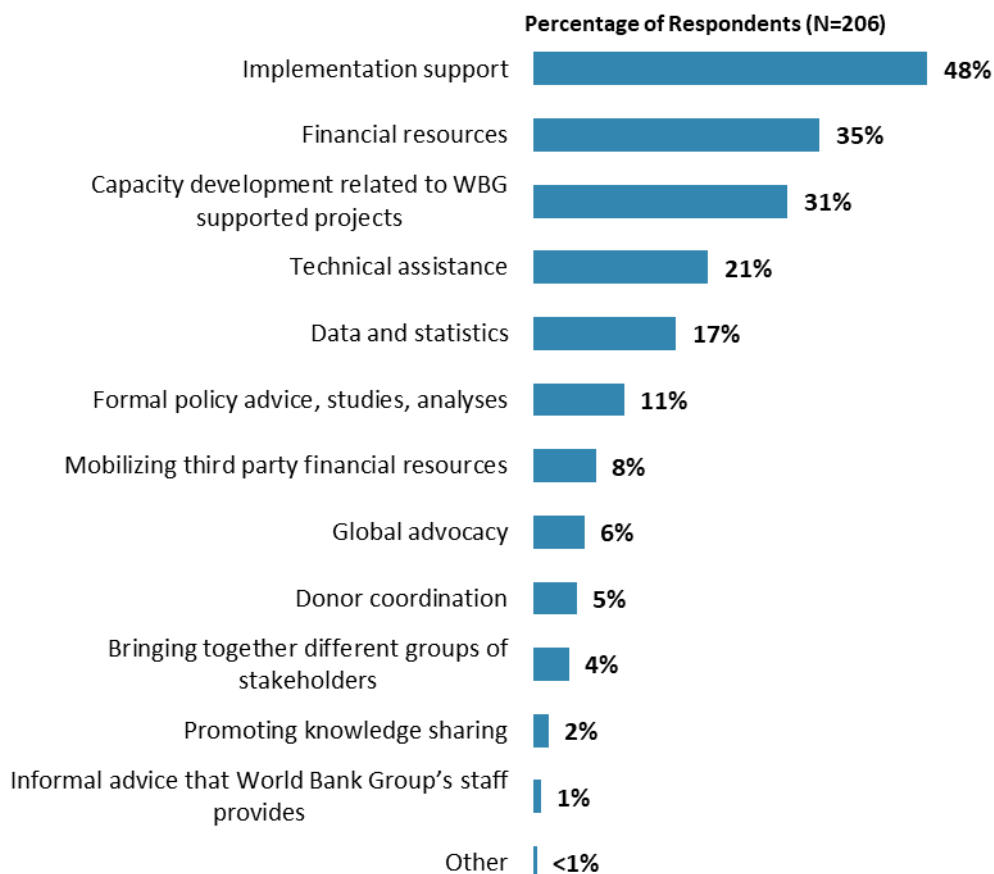 Percentage of Respondents (N=206)
Implementation support 48%
Financial resources 35%
Capacity development related to WBG
supported projects 31%
Technical assistance 21%
Data and statistics 17%
Formal policy advice, studies, analyses 11%
Mobilizing third party financial resources 8%
Global advocacy 6%
Donor coordination 5%
Bringing together different groups of
stakeholders 4%
Promoting knowledge sharing 2%
Informal advice that World Bank Group’s staff
provides 1%
Other <1%